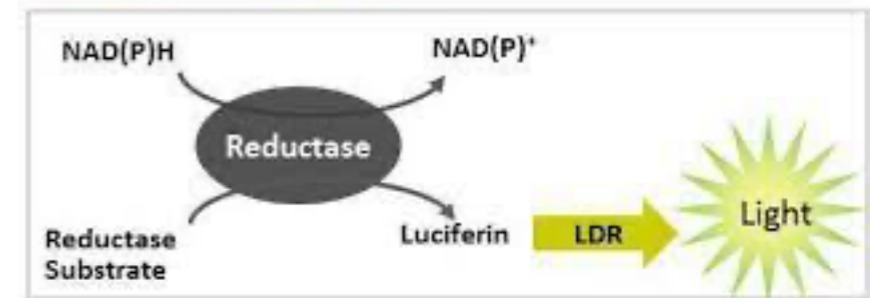 NAD(P)H
NAD(P)⁺
Reductase
Reductase
Substrate
Luciferin
LDR
Light